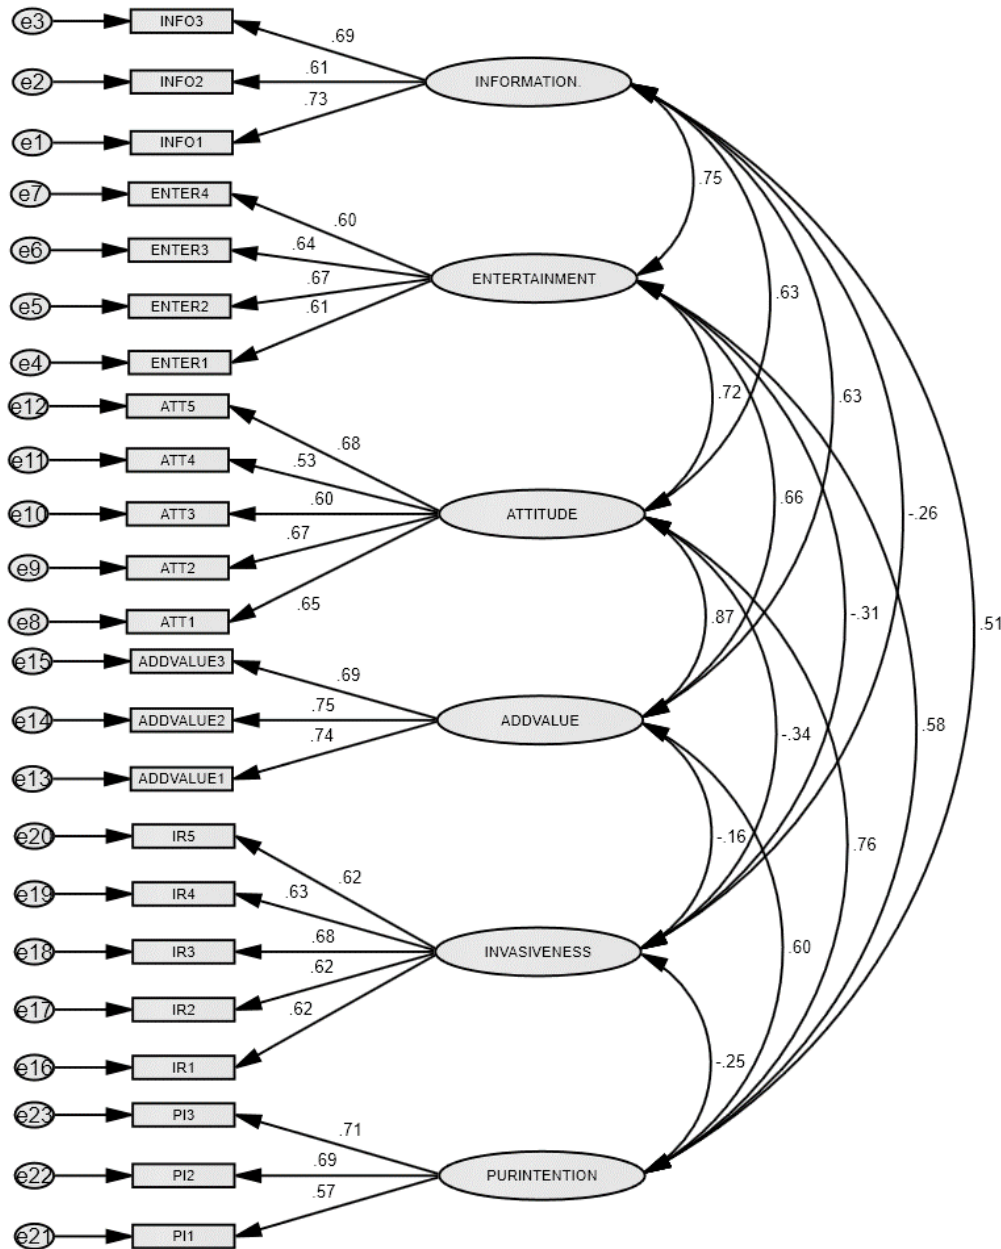 e3 INFO3
.69
e2 INFO2 .61 INFORMATION.
.73
e1 INFO1
.75
e7 ENTER4
.60
e6 ENTER3 .64
ENTERTAINMENT
.67
e5 ENTER2 .61
.63
e4 ENTER1
.72 .63
e12 ATT5
.68
e11 ATT4 .53
.60 .66
e10 ATT3 ATTITUDE -.26
.67
e9 ATT2
.65
e8 ATT1 .87 -.31 .51
e15 ADDVALUE3
.69
.75
e14 ADDVALUE2 ADDVALUE .58
.74 -.34
e13 ADDVALUE1
e20 IR5 -.16 .76
.62
e19 IR4 .63
.68 .60
e18 IR3 INVASIVENESS
.62
e17 IR2 .62
e16 IR1 -.25
e23 PI3
.71
.69
e22 PI2 PURINTENTION
.57
e21 PI1